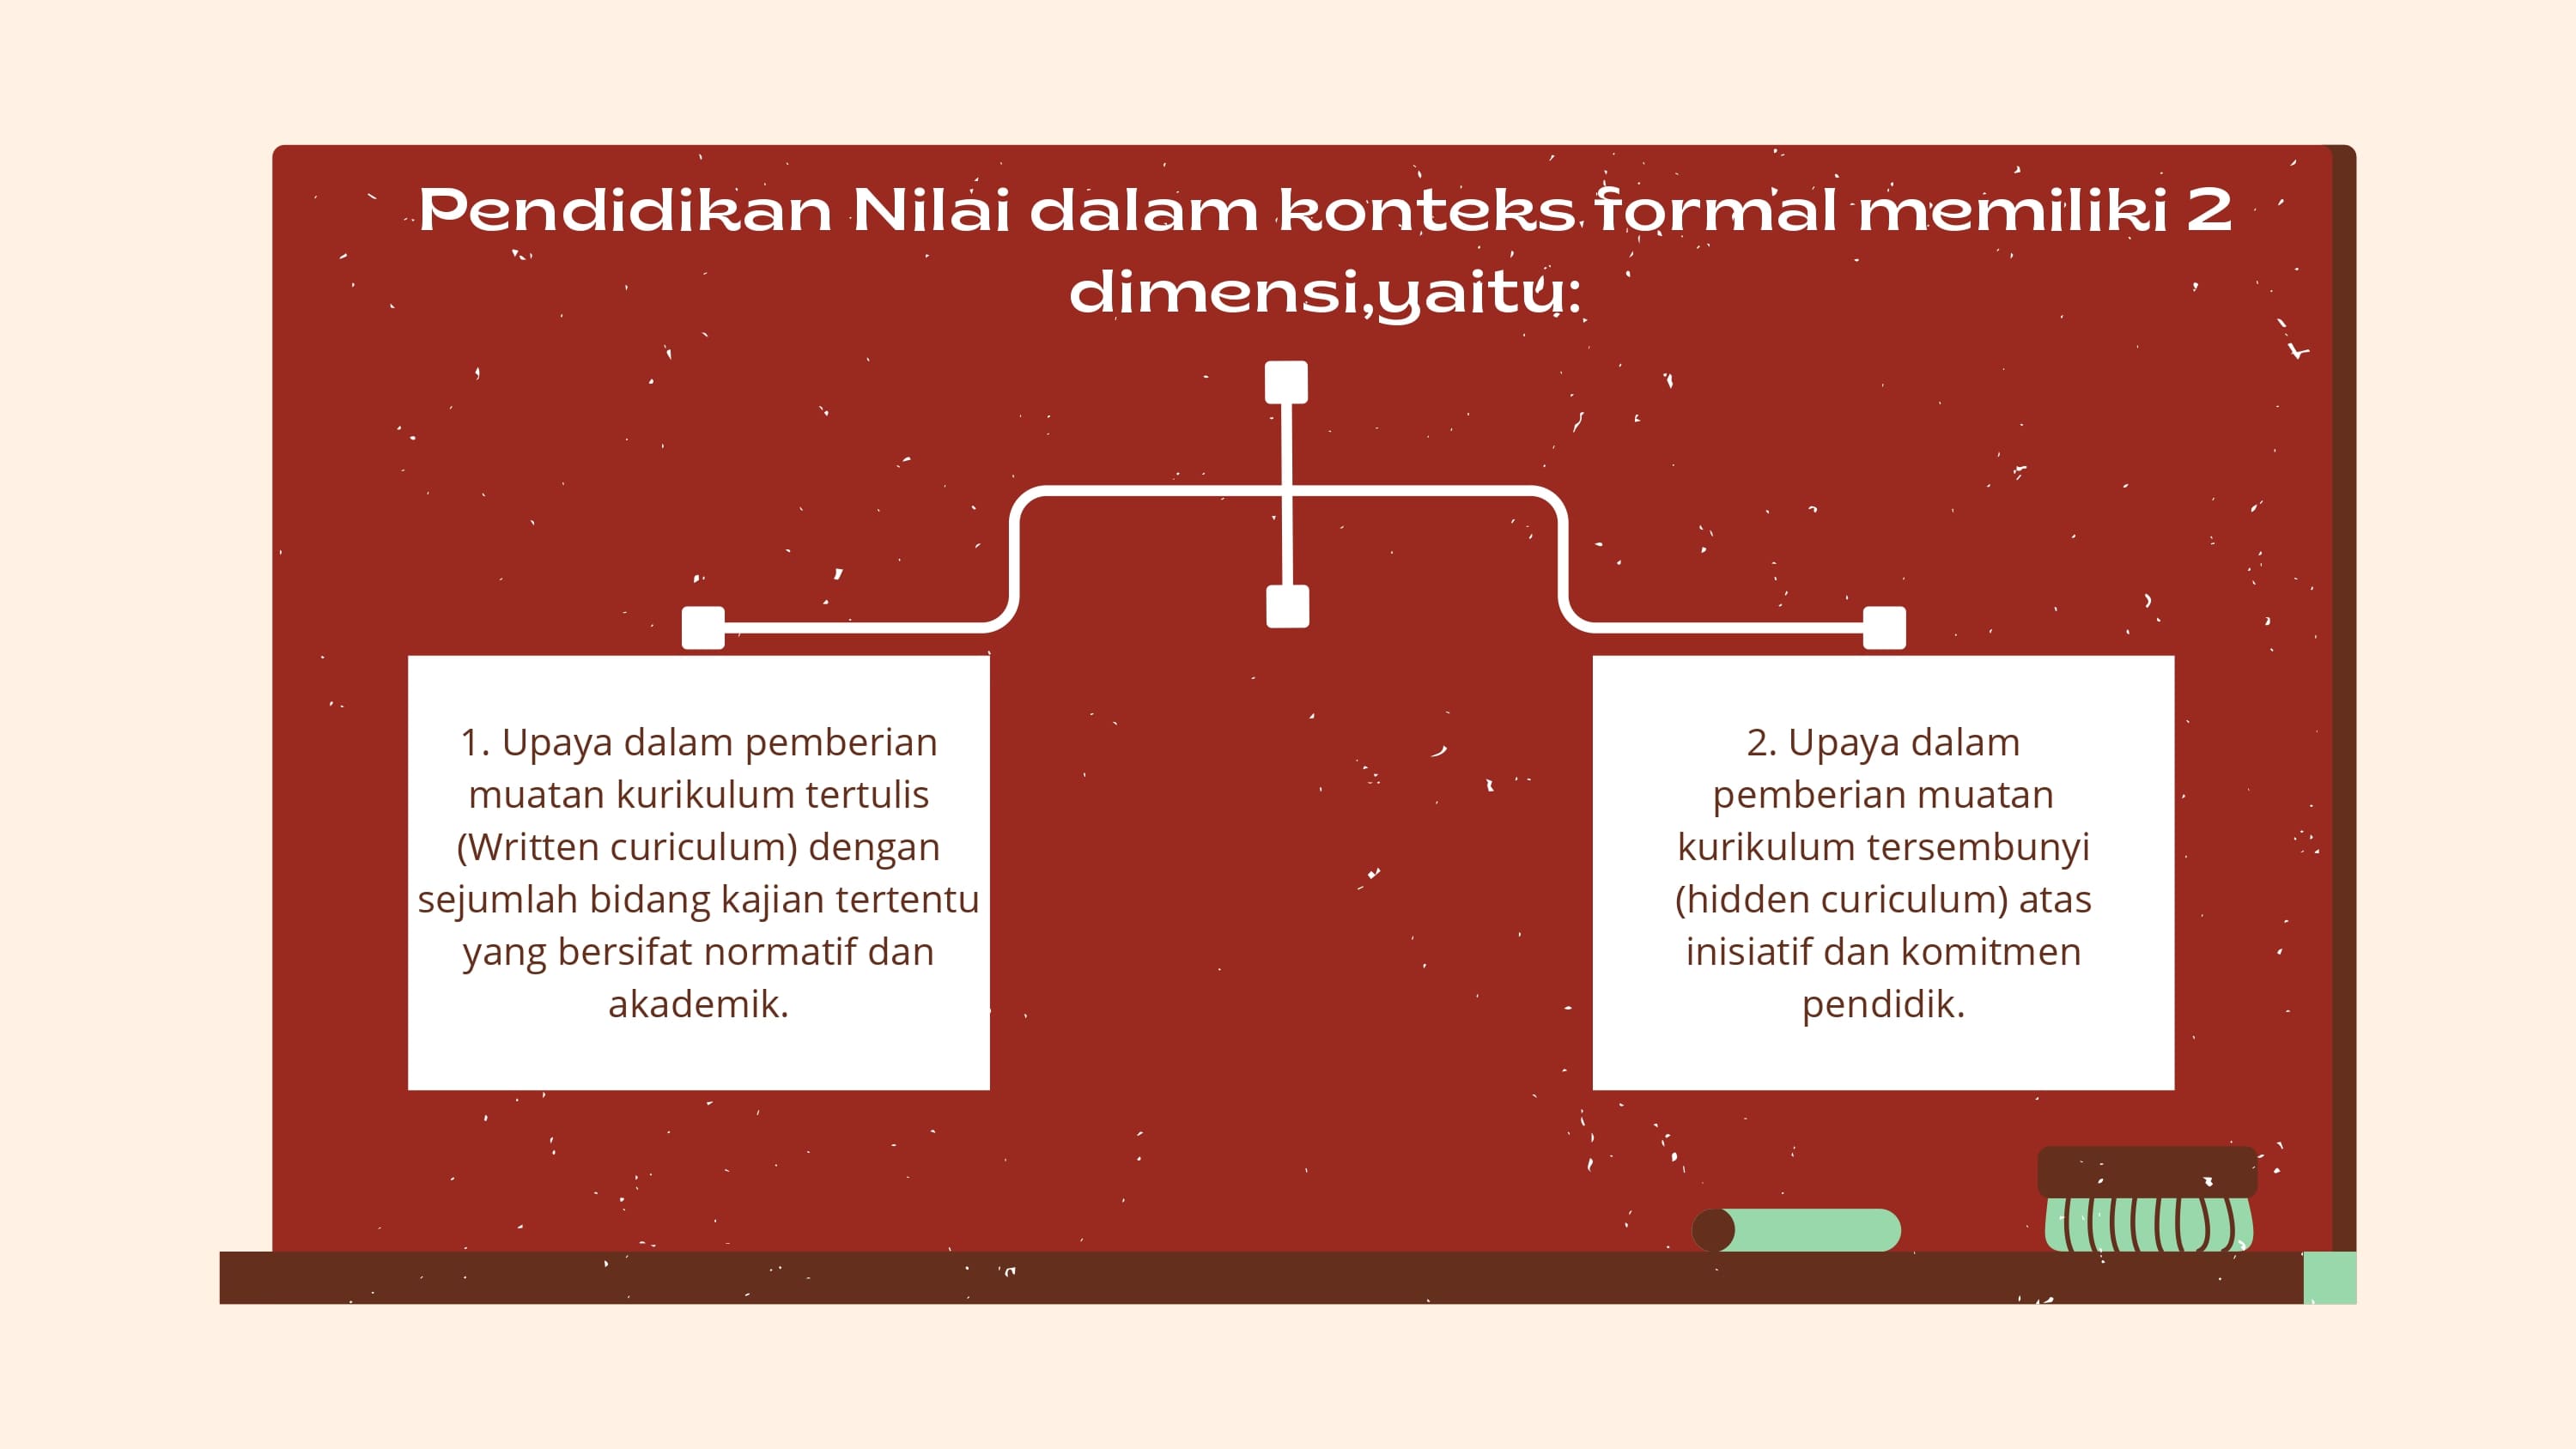 Pendidikan Nilai dalam konteks formal memiliki 2
dimensi,yaitu:
1. Upaya dalam pemberian
muatan kurikulum tertulis
(Written curiculum) dengan
sejumlah bidang kajian tertentu
yang bersifat normatif dan
akademik.
2. Upaya dalam
pemberian muatan
kurikulum tersembunyi
(hidden curiculum) atas
inisiatif dan komitmen
pendidik.